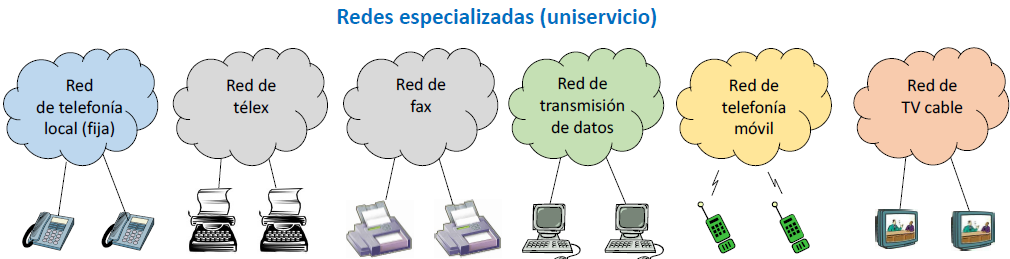 Redes especializadas (uniservicio)
Red
de telefonía
local (fija)
Red de
télex
Red de
fax
Red de
transmisión
de datos
Red de
telefonía
móvil
Red de
TV cable